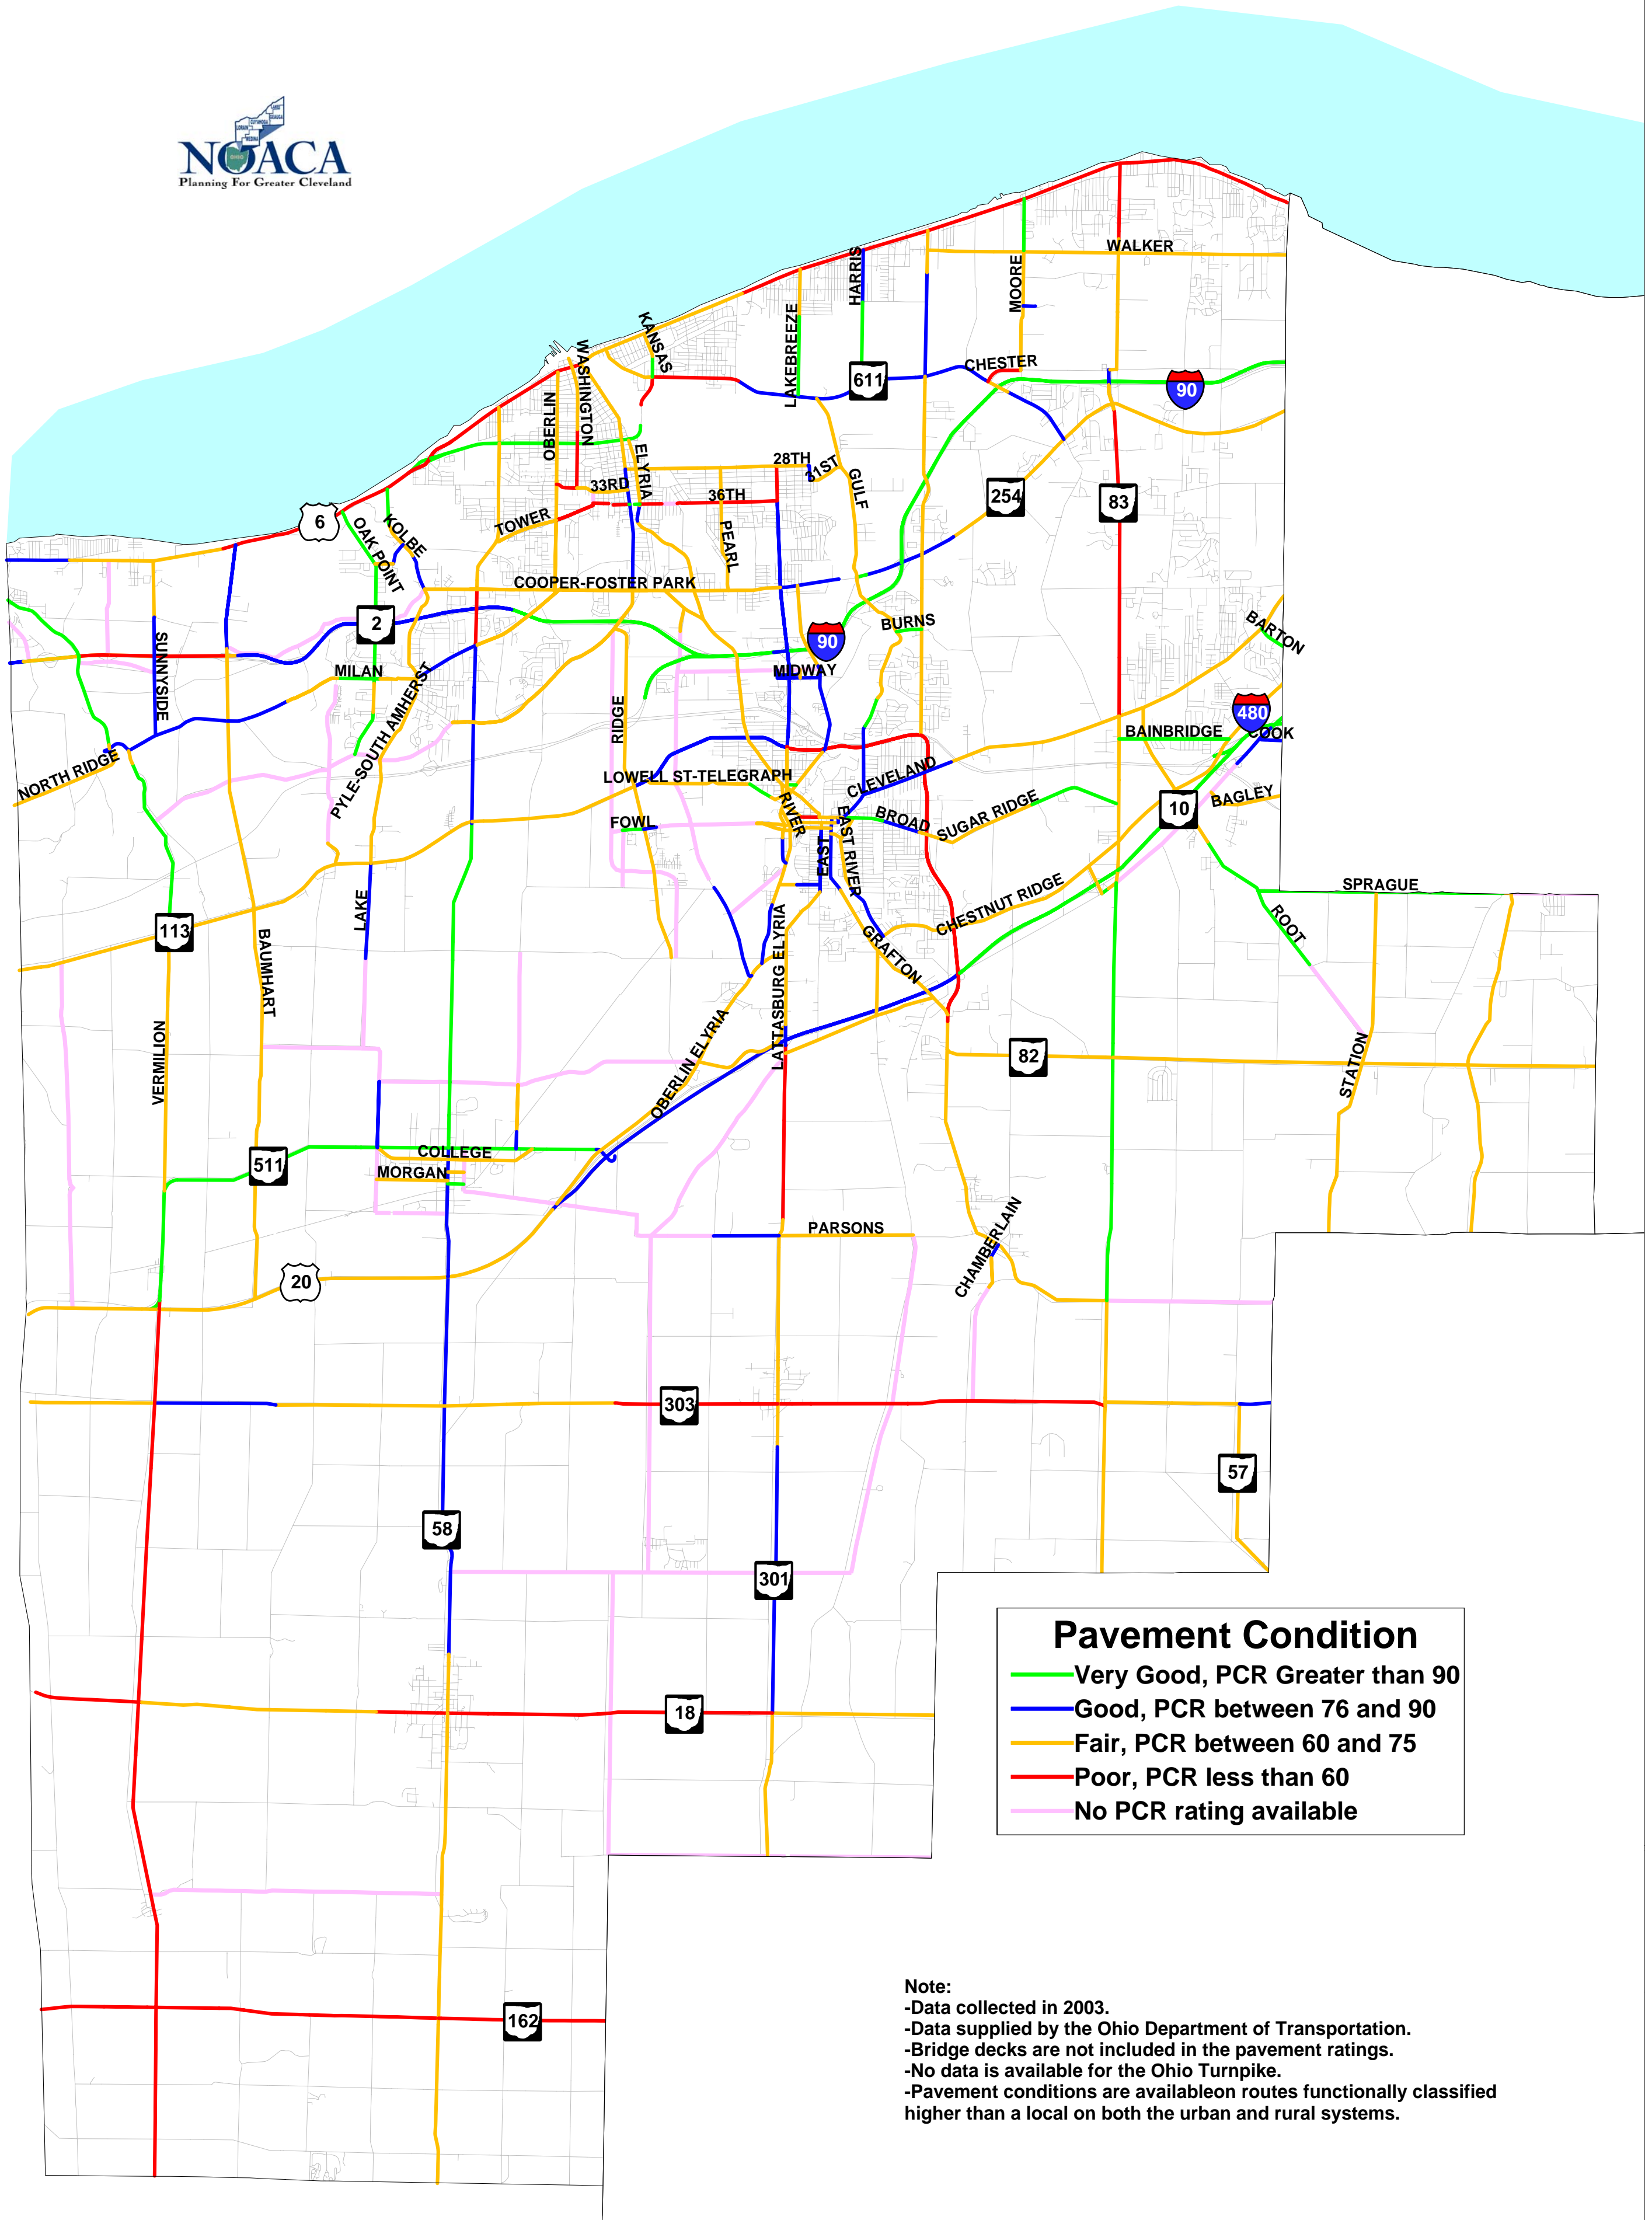 NOACA
Planning For Greater Cleveland
WALKER
HARRIS
MOORE
KANSAS
LAKEBREEZE
WASHINGTON
CHESTER
611
90
OBERLIN
ELYRIA
28TH
31ST
GULF
33RD
36TH
254
83
6
TOWER
OAK POINT
KOLBE
PEARL
COOPER-FOSTER PARK
2
BURNS
BARTON
90
SUNNYSIDE
MILAN
MIDWAY
480
PYLE-SOUTH AMHERST
RIDGE
BAINBRIDGE
COOK
NORTH RIDGE
LOWELL ST-TELEGRAPH
CLEVELAND
RIVER
BAGLEY
10
FOWL
EAST RIVER
BROAD
SUGAR RIDGE
EAST
LAKE
CHESTNUT RIDGE
SPRAGUE
113
BAUMHART
LATTASBURG ELYRIA
GRAFTON
ROOT
VERMILION
OBERLIN ELYRIA
82
STATION
511
COLLEGE
MORGAN
PARSONS
CHAMBERLAIN
20
303
57
58
301
Pavement Condition
Very Good, PCR Greater than 90
Good, PCR between 76 and 90
Fair, PCR between 60 and 75
Poor, PCR less than 60
No PCR rating available
18
162
Note:
-Data collected in 2003.
-Data supplied by the Ohio Department of Transportation.
-Bridge decks are not included in the pavement ratings.
-No data is available for the Ohio Turnpike.
-Pavement conditions are availableon routes functionally classified
higher than a local on both the urban and rural systems.